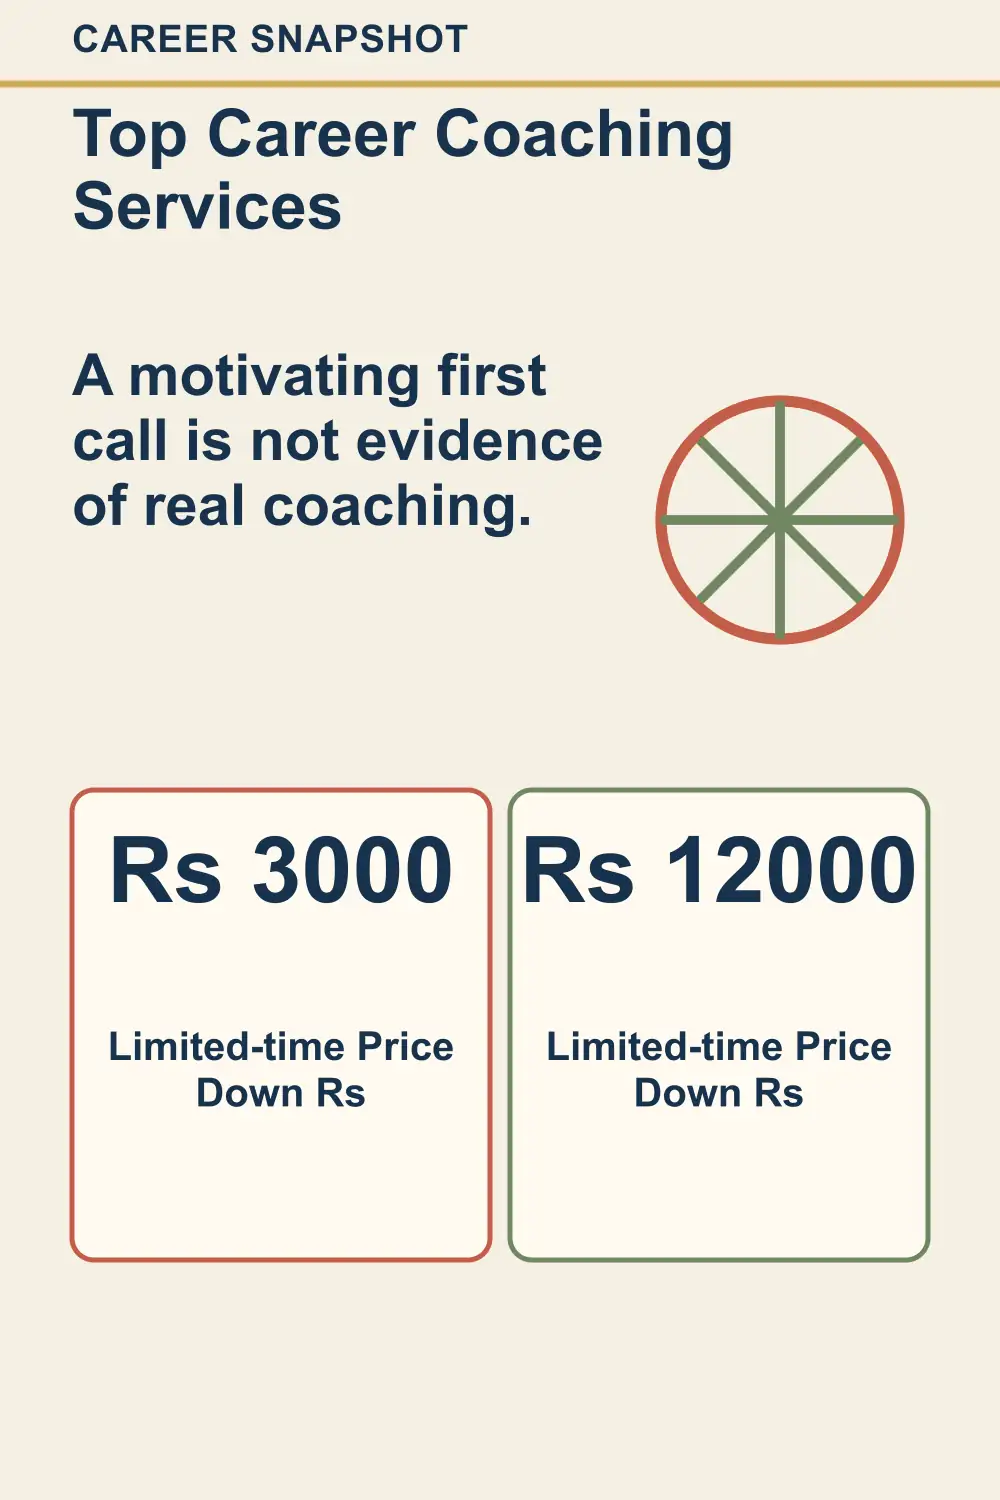 CAREER SNAPSHOT
Top Career Coaching
Services
A motivating first
call is not evidence
of real coaching.
Rs 3000
Limited-time Price
Down Rs
Rs 12000
Limited-time Price
Down Rs